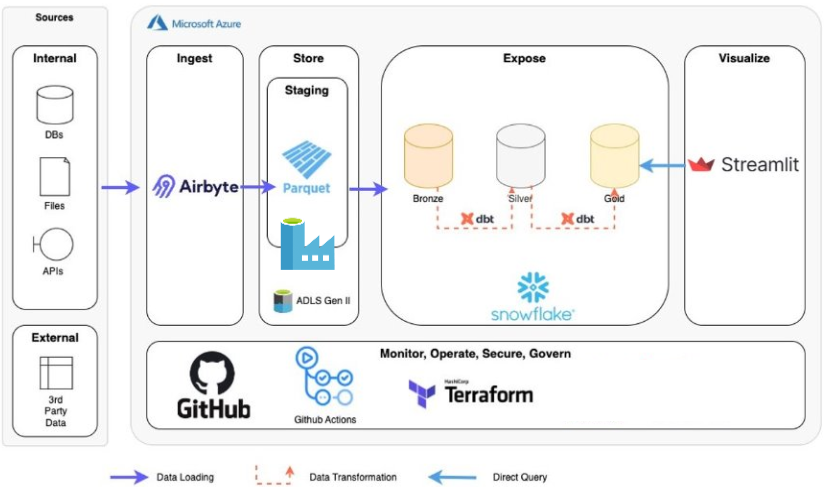 Sources
Microsoft Azure
Internal
Ingest
Store
Expose
Visualize
Staging
DBs
Files
APIs
Airbyte
Parquet
Bronze
Silver
Gold
dbt
dbt
Streamlit
ADLS Gen II
snowflake
External
3rd
Party
Data
Monitor, Operate, Secure, Govern
GitHub
Github Actions
HashiCorp
Terraform
Data Loading
Data Transformation
Direct Query